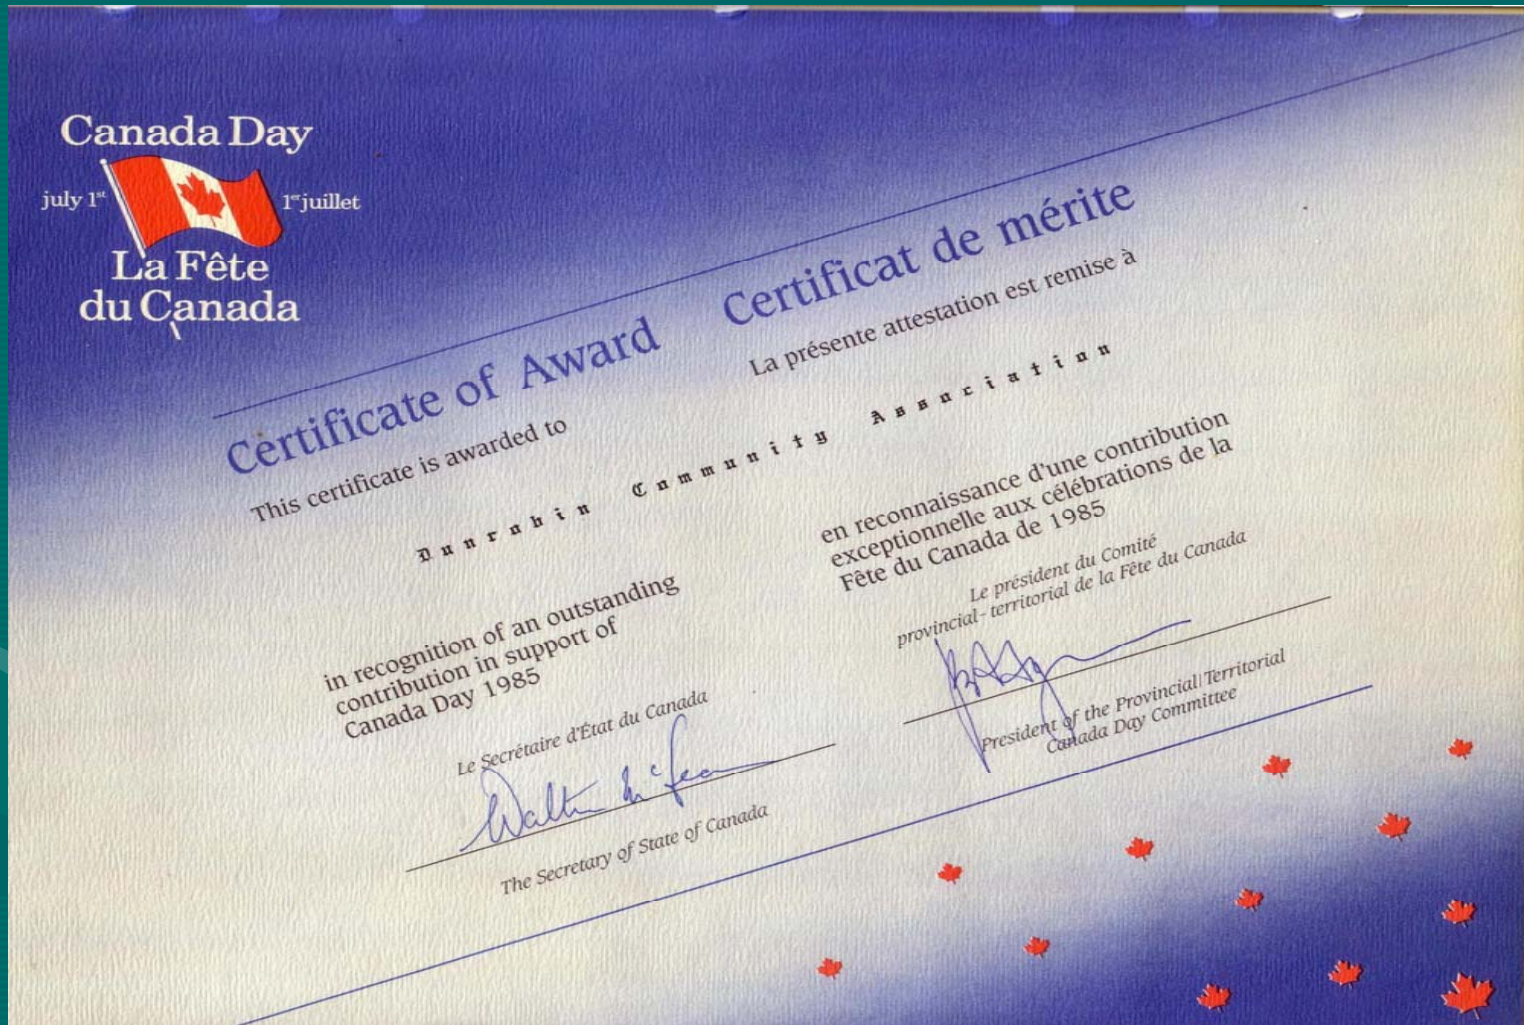 Canada Day
july 1st 1er juillet
La Fête
du Canada
Certificate of Award
This certificate is awarded to
Certificat de mérite
La présente attestation est remise à
Dunrobin Community Association
in recognition of an outstanding
contribution in support of
Canada Day 1985
en reconnaissance d'une contribution
exceptionnelle aux célébrations de la
Fête du Canada de 1985
Le Secrétaire d'État du Canada
Walter McLean
The Secretary of State of Canada
Le président du Comité
provincial-territorial de la Fête du Canada
President of the Provincial/Territorial
Canada Day Committee